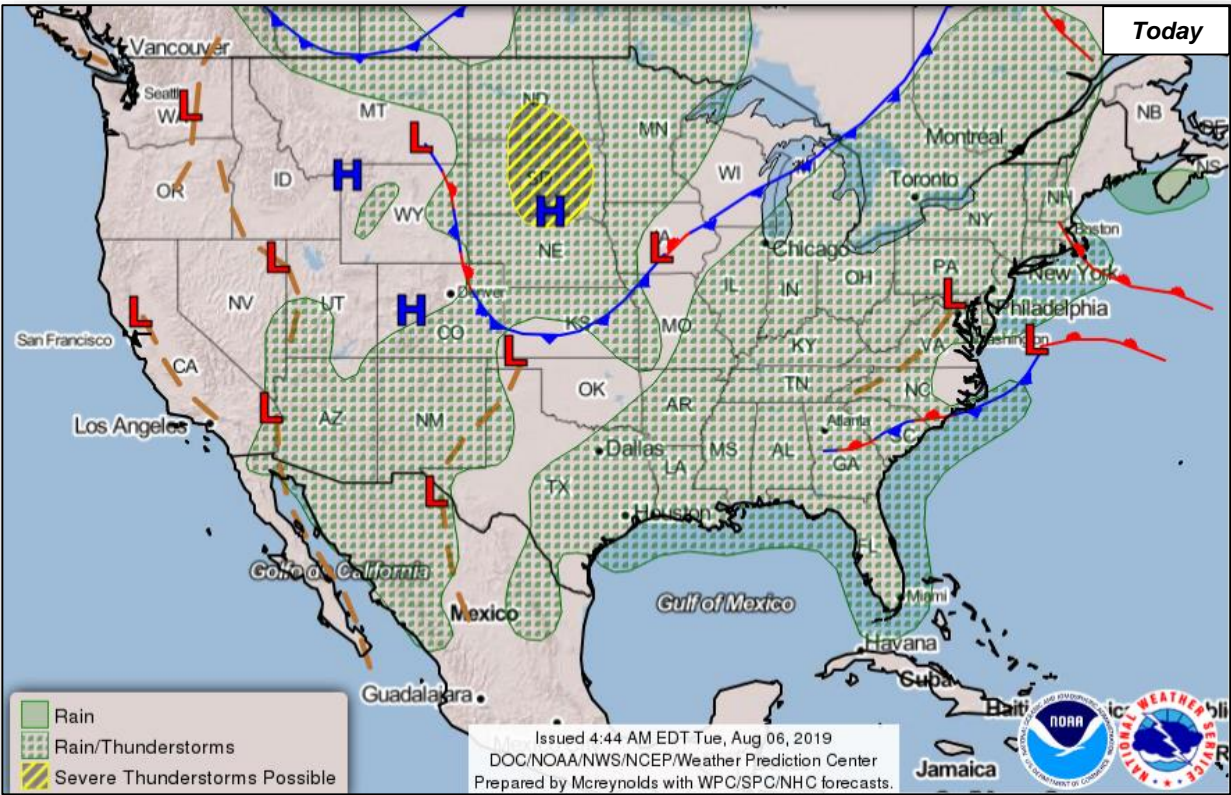 Today
Vancouver
Seattl
WA
MT
ND
MN
Montréal
NB
NS
OR
ID
WY
SD
WI
MI
Toronto
NH
NY
Boston
H
H
L
L
NE
IA
Chicago
PA
New York
NV
UT
Denver
CO
KS
IL
IN
OH
Philadelphia
San Francisco
CA
H
L
L
L
L
L
MO
KY
VA
ashington
Los Angeles
AZ
NM
OK
AR
TN
NC
L
L
L
Dallas
MS
AL
Atlanta
GA
SC
LA
TX
Houston
FL
Golfo de California
Mexico
Gulf of Mexico
Miami
Havana
Cuba
Guadalajara
Haiti
Jamaica
Rain
Rain/Thunderstorms
Severe Thunderstorms Possible
Issued 4:44 AM EDT Tue, Aug 06, 2019
DOC/NOAA/NWS/NCEP/Weather Prediction Center
Prepared by Mcreynolds with WPC/SPC/NHC forecasts.
NOAA
NATIONAL WEATHER SERVICE